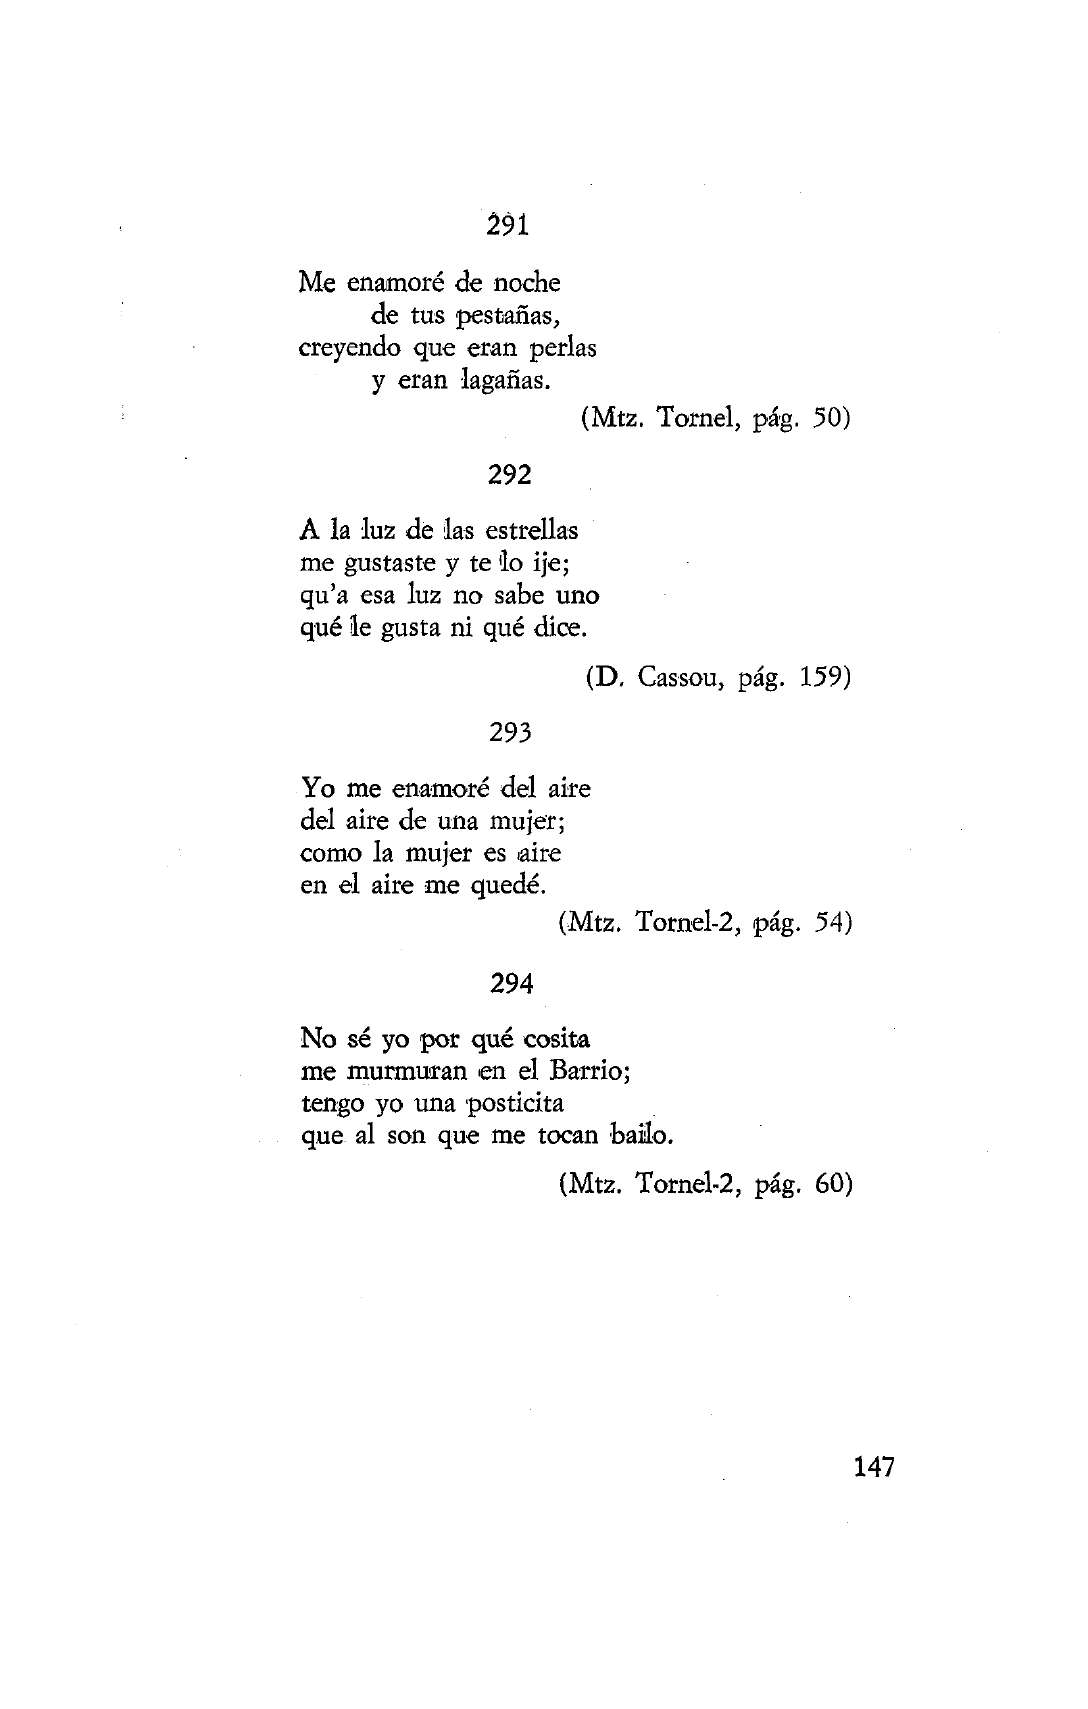 291
Me enamoré de noche
de tus pestañas,
creyendo que eran perlas
y eran lagañas.
(Mtz. Tornel, pág. 50)
292
A la luz de las estrellas
me gustaste y te lo ije;
qu'a esa luz no sabe uno
qué le gusta ni qué dice.
(D. Cassou, pág. 159)
293
Yo me enamoré del aire
del aire de una mujer;
como la mujer es aire
en el aire me quedé.
(Mtz. Tornel-2, pág. 54)
294
No sé yo por qué cosita
me murmuran en el Barrio;
tengo yo una posticita
que al son que me tocan bailo.
(Mtz. Tornel-2, pág. 60)
147